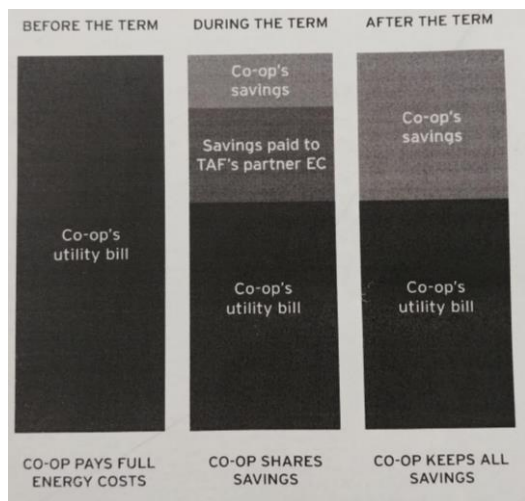 BEFORE THE TERM
Co-op's
utility bill
CO-OP PAYS FULL
ENERGY COSTS
DURING THE TERM
Co-op's
savings
Savings paid to
TAF's partner EC
Co-op's
utility bill
CO-OP SHARES
SAVINGS
AFTER THE TERM
Co-op's
savings
Co-op's
utility bill
CO-OP KEEPS ALL
SAVINGS